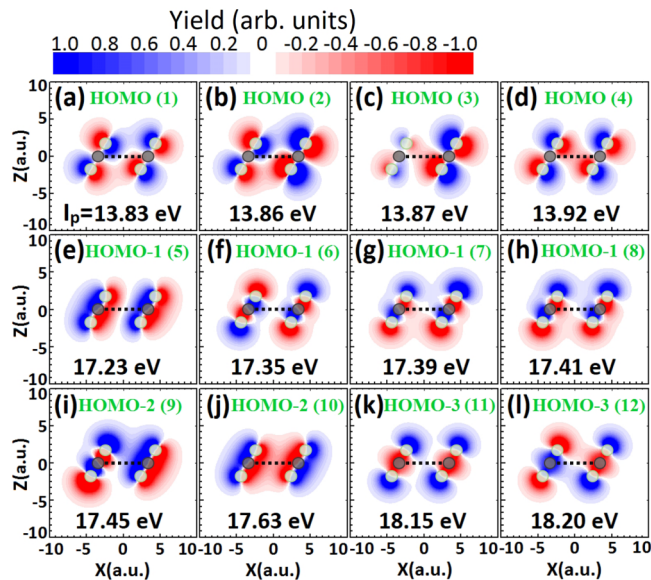 Yield (arb. units)
1.0 0.8 0.6 0.4 0.2 0 -0.2 -0.4 -0.6 -0.8 -1.0
(a) HOMO (1) (b) HOMO (2) (c) HOMO (3) (d) HOMO (4)
10
5
0
-5
-10
Z(a.u.)
Ip=13.83 eV 13.86 eV 13.87 eV 13.92 eV
(e) HOMO-1 (5) (f) HOMO-1 (6) (g) HOMO-1 (7) (h) HOMO-1 (8)
10
5
0
-5
-10
Z(a.u.)
17.23 eV 17.35 eV 17.39 eV 17.41 eV
(i) HOMO-2 (9) (j) HOMO-2 (10) (k) HOMO-3 (11) (l) HOMO-3 (12)
10
5
0
-5
-10
Z(a.u.)
17.45 eV 17.63 eV 18.15 eV 18.20 eV
-10 -5 0 5 -10 -5 0 5 -10 -5 0 5 -10 -5 0 5 10
X(a.u.) X(a.u.) X(a.u.) X(a.u.)